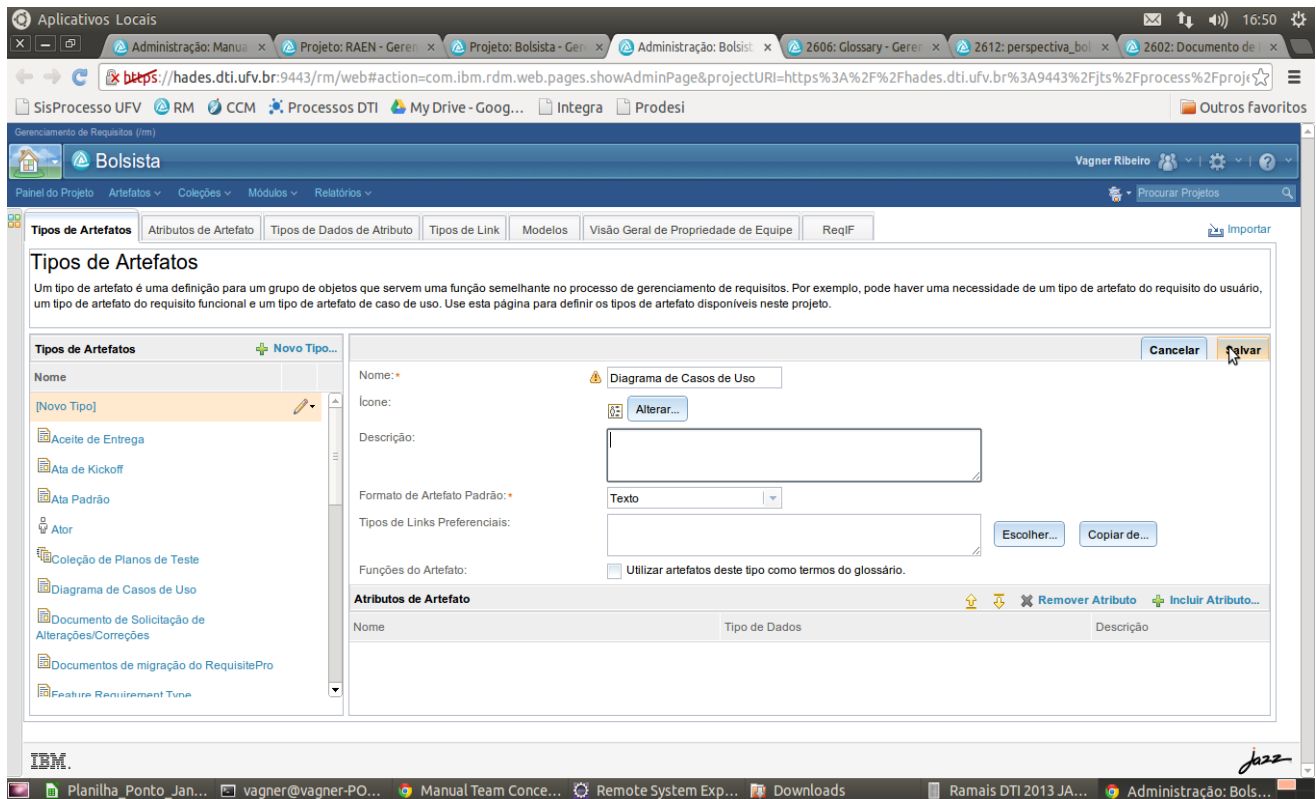 Aplicativos Locais 16:50
Administração: Manua Projeto: RAEN - Geren Projeto: Bolsista - Ger Administração: Bolsist 2606: Glossary - Geren 2612: perspectiva_bol 2602: Documento de
https://hades.dti.ufv.br:9443/rm/web#action=com.ibm.rdm.web.pages.showAdminPage&projectURI=https%3A%2F%2Fhades.dti.ufv.br%3A9443%2Fjts%2Fprocess%2Fproje
SisProcesso UFV RM CCM Processos DTI My Drive - Goog... Integra Prodesi Outros favoritos
Gerenciamento de Requisitos (/rm)
Bolsista Vagner Ribeiro
Painel do Projeto Artefatos Coleções Módulos Relatórios Procurar Projetos
Tipos de Artefatos Atributos de Artefato Tipos de Dados de Atributo Tipos de Link Modelos Visão Geral de Propriedade de Equipe ReqIF Importar
Tipos de Artefatos
Um tipo de artefato é uma definição para um grupo de objetos que servem uma função semelhante no processo de gerenciamento de requisitos. Por exemplo, pode haver uma necessidade de um tipo de artefato do requisito do usuário,
um tipo de artefato do requisito funcional e um tipo de artefato de caso de uso. Use esta página para definir os tipos de artefato disponíveis neste projeto.
Tipos de Artefatos Novo Tipo... Cancelar Salvar
Nome
[Novo Tipo]
Aceite de Entrega
Ata de Kickoff
Ata Padrão
Ator
Coleção de Planos de Teste
Diagrama de Casos de Uso
Documento de Solicitação de
Alterações/Correções
Documentos de migração do RequisitePro
Feature Requirement Type
Nome:* Diagrama de Casos de Uso
Ícone: Alterar...
Descrição:
Formato de Artefato Padrão:* Texto
Tipos de Links Preferenciais: Escolher... Copiar de...
Funções do Artefato: Utilizar artefatos deste tipo como termos do glossário.
Atributos de Artefato Remover Atributo Incluir Atributo...
Nome Tipo de Dados Descrição
IBM. jazz
Planilha_Ponto_Jan... vagner@vagner-PO... Manual Team Conce... Remote System Exp... Downloads Ramais DTI 2013 JA... Administração: Bols...